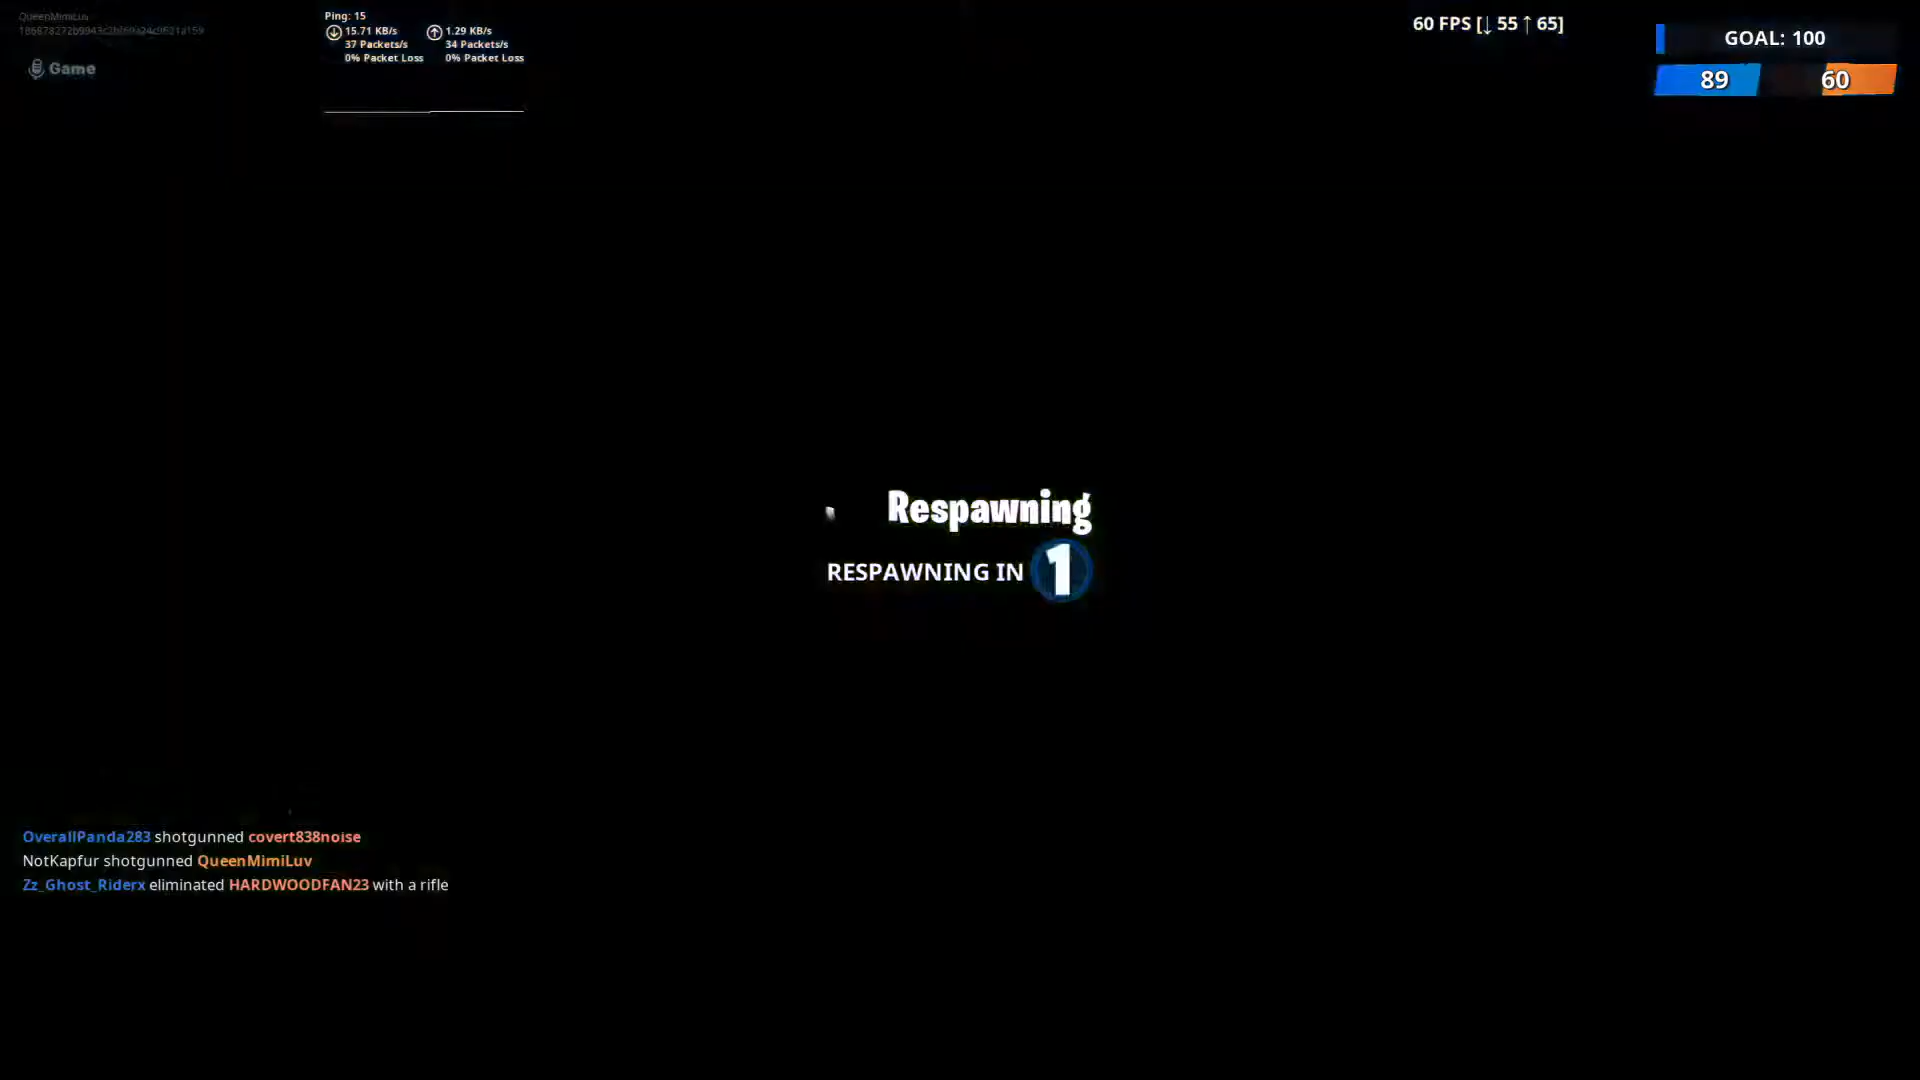 QueenMimiLuv
Ping: 15
15.71 KB/s
1.29 KB/s
37 Packets/s
34 Packets/s
0% Packet Loss
0% Packet Loss
Game
60 FPS [↓ 55 ↑ 65]
GOAL: 100
89
60
Respawning
RESPAWNING IN 1
OverallPanda283 shotgunned covert838noise
NotKapfur shotgunned QueenMimiLuv
Zz_Ghost_Riderx eliminated HARDWOODFAN23 with a rifle